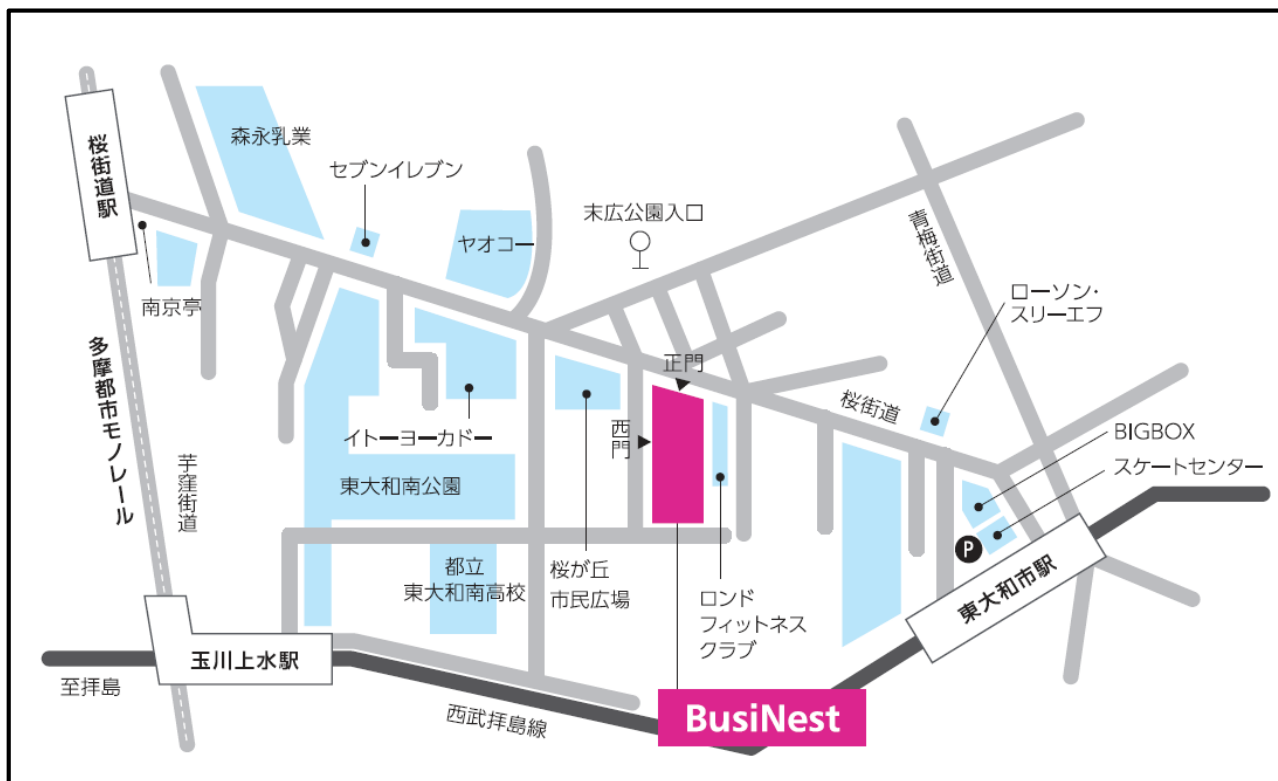 森永乳業
桜街道駅
セブンイレブン
ヤオコー
末広公園入口
青梅街道
南京亭
ローソン・
スリーエフ
多摩都市モノレール
正門
桜街道
西門
イトーヨーカドー
BIGBOX
スケートセンター
芋窪街道
東大和南公園
P
都立
東大和南高校
桜が丘
市民広場
ロンド
フィットネス
クラブ
東大和市駅
玉川上水駅
至拝島
西武拝島線
BusiNest